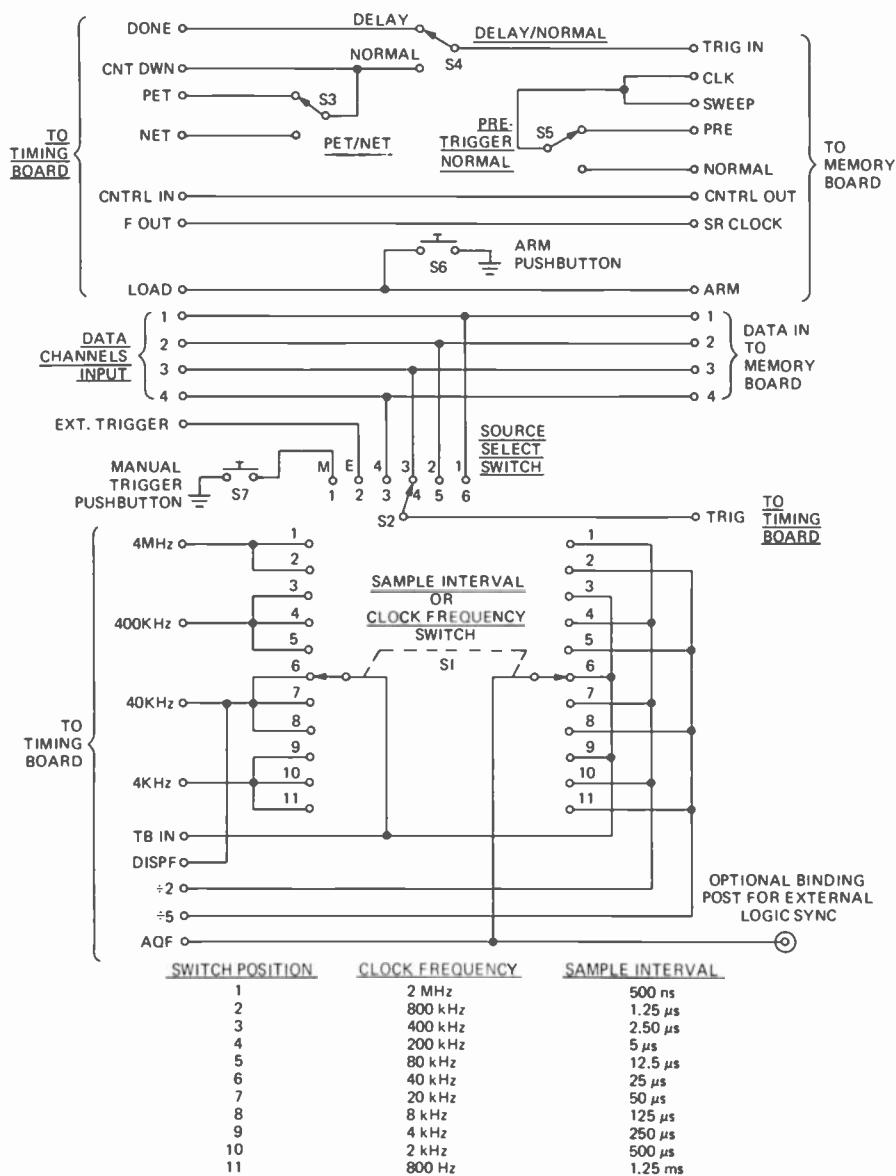 DONE
DELAY
DELAY/NORMAL
TRIG IN
NORMAL
S4
CNT DWN
CLK
PET
S3
SWEEP
TO TIMING BOARD
NET
PET/NET
PRE-TRIGGER NORMAL
S5
PRE
NORMAL
TO MEMORY BOARD
CNTRL IN
CNTRL OUT
F OUT
SR CLOCK
S6
ARM PUSHBUTTON
LOAD
ARM
DATA CHANNELS INPUT
1
2
3
4
1
2
3
4
DATA IN TO MEMORY BOARD
EXT. TRIGGER
SOURCE SELECT SWITCH
MANUAL TRIGGER PUSHBUTTON
S7
M E 4 3 2 1
1 2 3 4 5 6
S2
TRIG
TO TIMING BOARD
4MHz
400KHz
40KHz
4KHz
TO TIMING BOARD
1
2
3
4
5
6
7
8
9
10
11
SAMPLE INTERVAL
OR
CLOCK FREQUENCY
SWITCH
S1
1
2
3
4
5
6
7
8
9
10
11
TB IN
DISPF
÷2
÷5
AQF
OPTIONAL BINDING
POST FOR EXTERNAL
LOGIC SYNC
SWITCH POSITION CLOCK FREQUENCY SAMPLE INTERVAL
1 2 MHz 500 ns
2 800 kHz 1.25 µs
3 400 kHz 2.50 µs
4 200 kHz 5 µs
5 80 kHz 12.5 µs
6 40 kHz 25 µs
7 20 kHz 50 µs
8 8 kHz 125 µs
9 4 kHz 250 µs
10 2 kHz 500 µs
11 800 Hz 1.25 ms